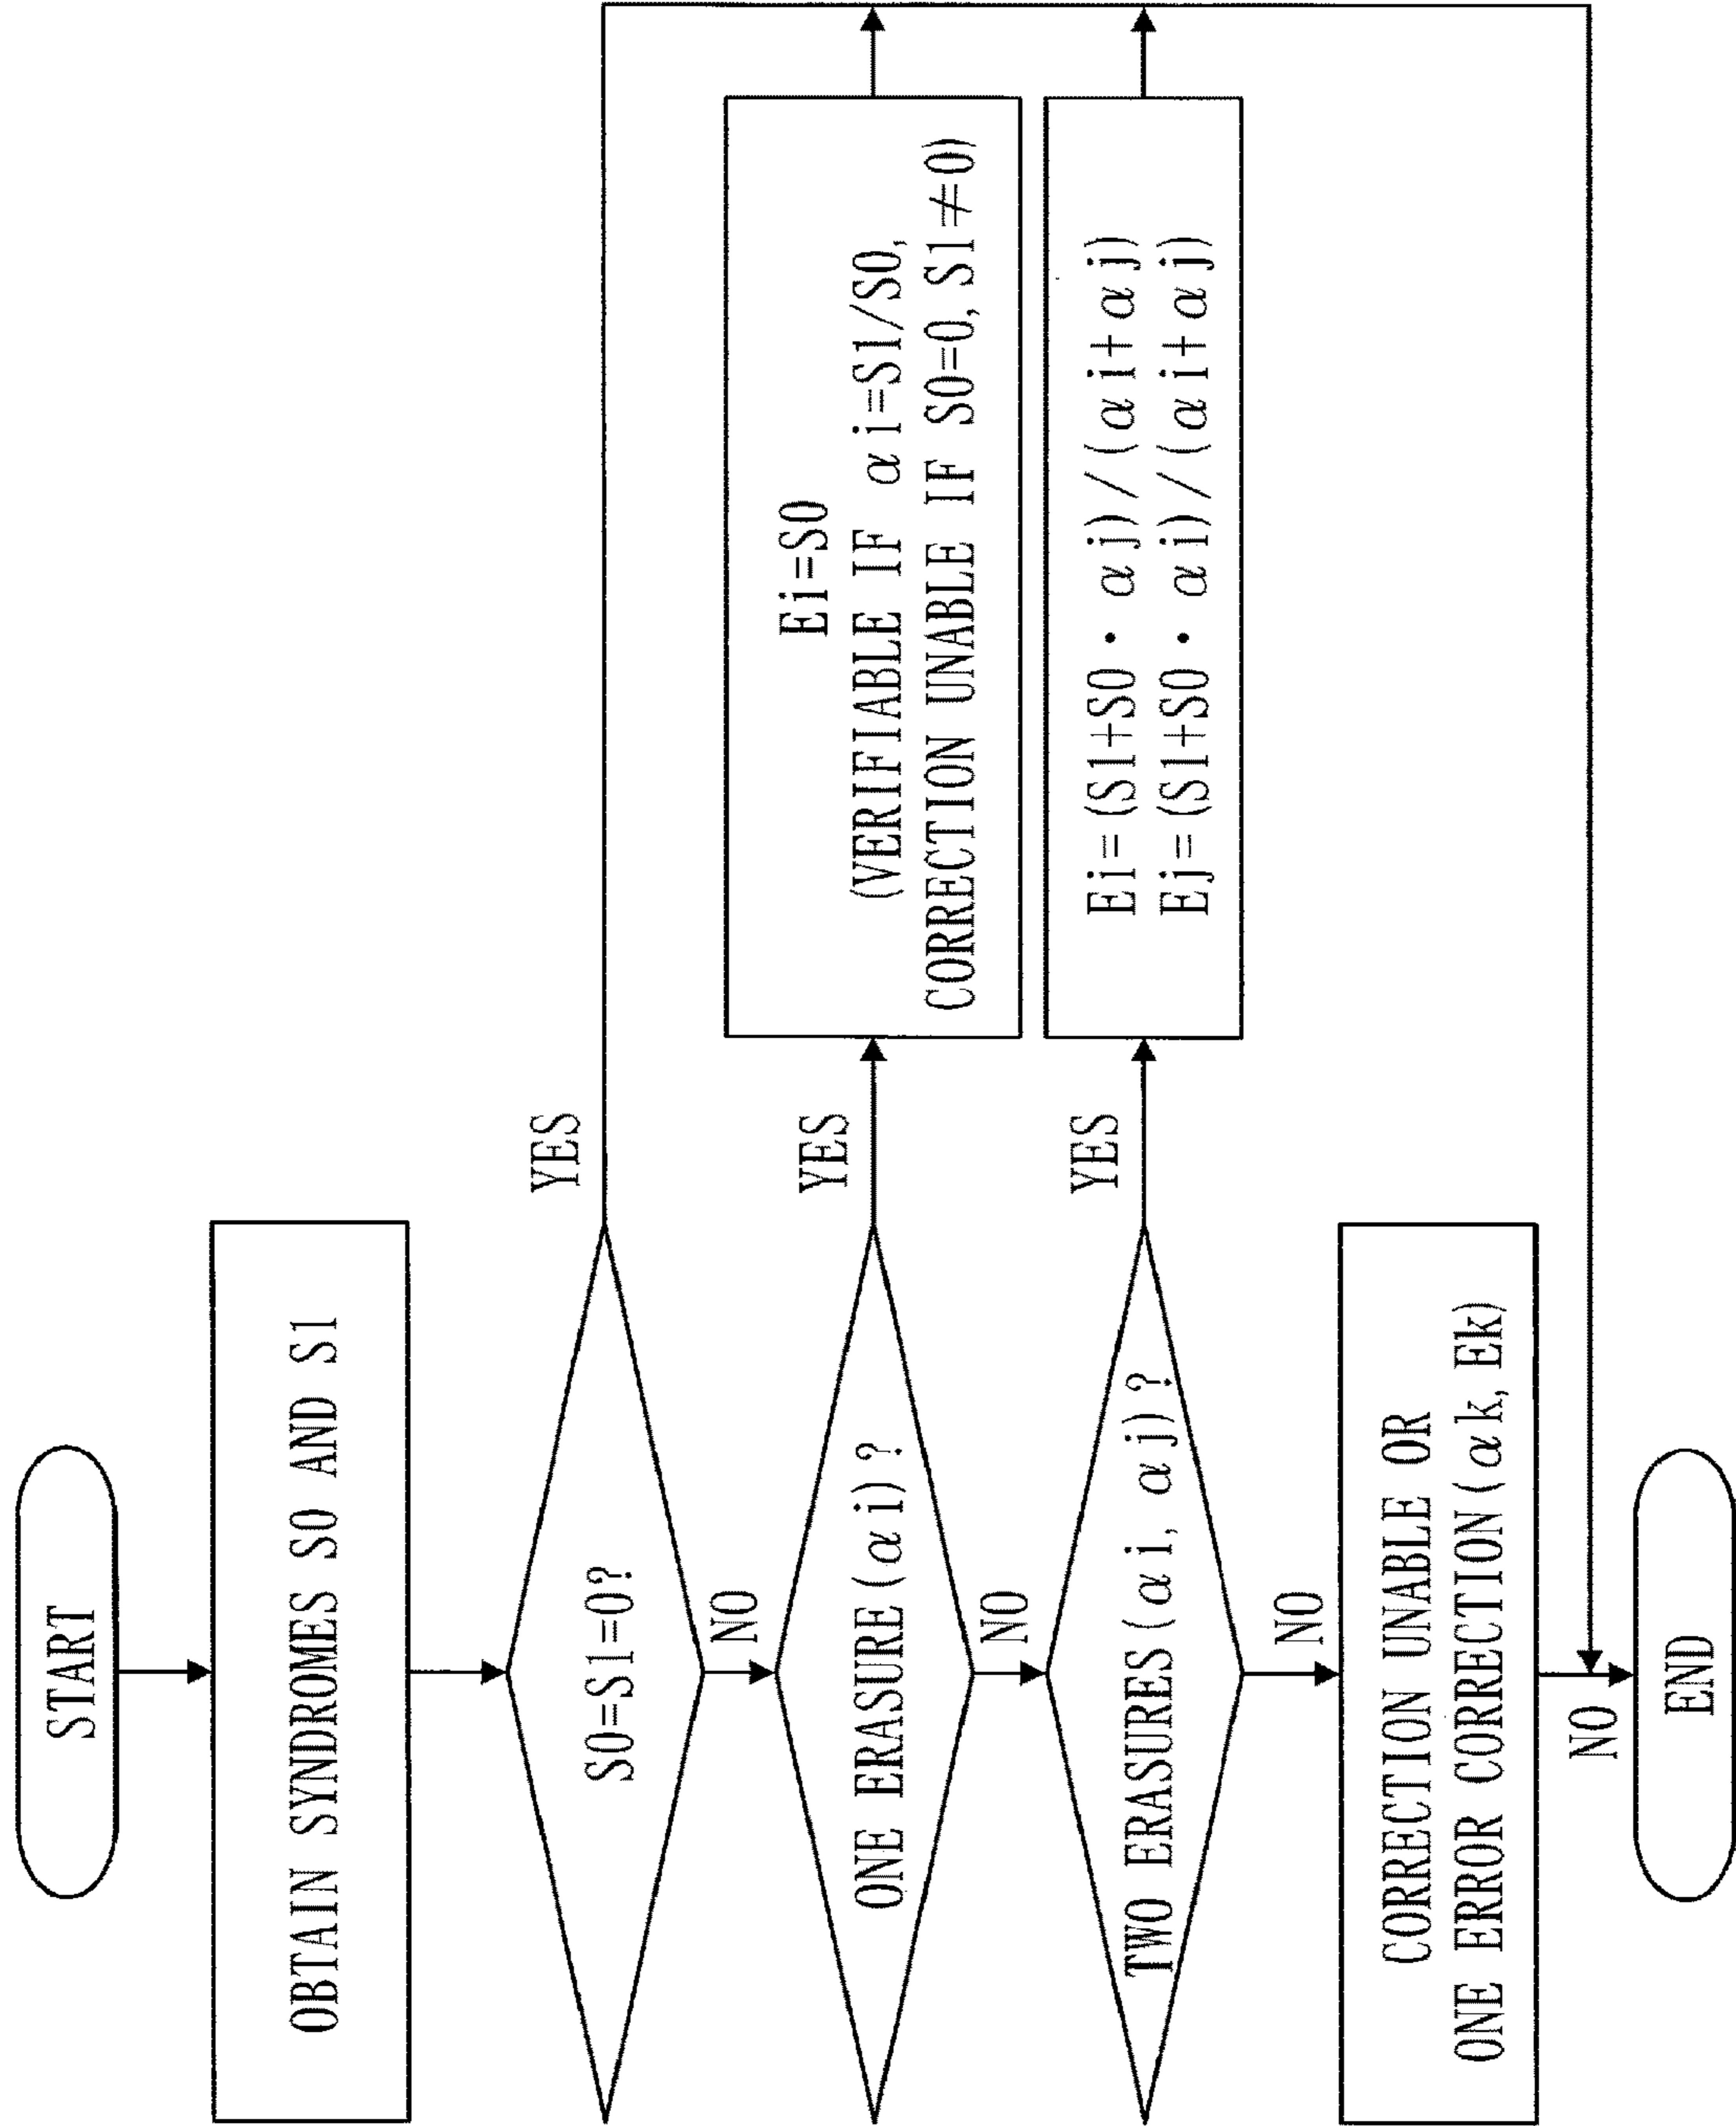 START
OBTAIN SYNDROMES S0 AND S1
S0=S1=0?
YES
NO
ONE ERASURE(αi)?
YES
Ei=S0
(VERIFIABLE IF αi=S1/S0,
CORRECTION UNABLE IF S0=0, S1≠0)
NO
TWO ERASURES(αi, αj)?
YES
Ei=(S1+S0・αj)/(αi+αj)
Ej=(S1+S0・αi)/(αi+αj)
NO
CORRECTION UNABLE OR
ONE ERROR CORRECTION(αk, Ek)
NO
END